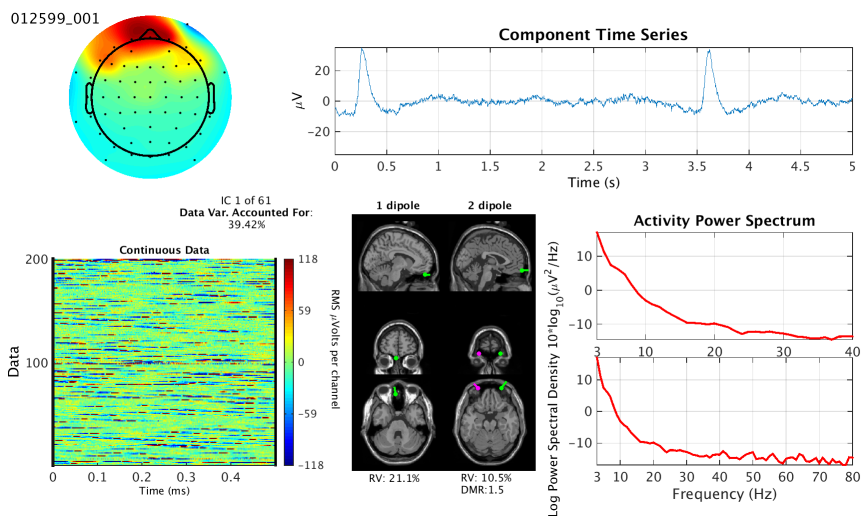 012599_001
Component Time Series
20
0
-20
μV
0 0.5 1 1.5 2 2.5 3 3.5 4 4.5 5
Time (s)
IC 1 of 61
Data Var. Accounted For:
39.42%
Continuous Data
200
100
Data
0 0.1 0.2 0.3 0.4
Time (ms)
118
59
0
-59
-118
RMS μVolts per channel
1 dipole
2 dipole
RV: 21.1%
RV: 10.5%
DMR:1.5
Activity Power Spectrum
10
0
-10
3 10 20 30 40
10
0
-10
3 10 20 30 40 50 60 70 80
Frequency (Hz)
Log Power Spectral Density 10*log10(μV2/Hz)